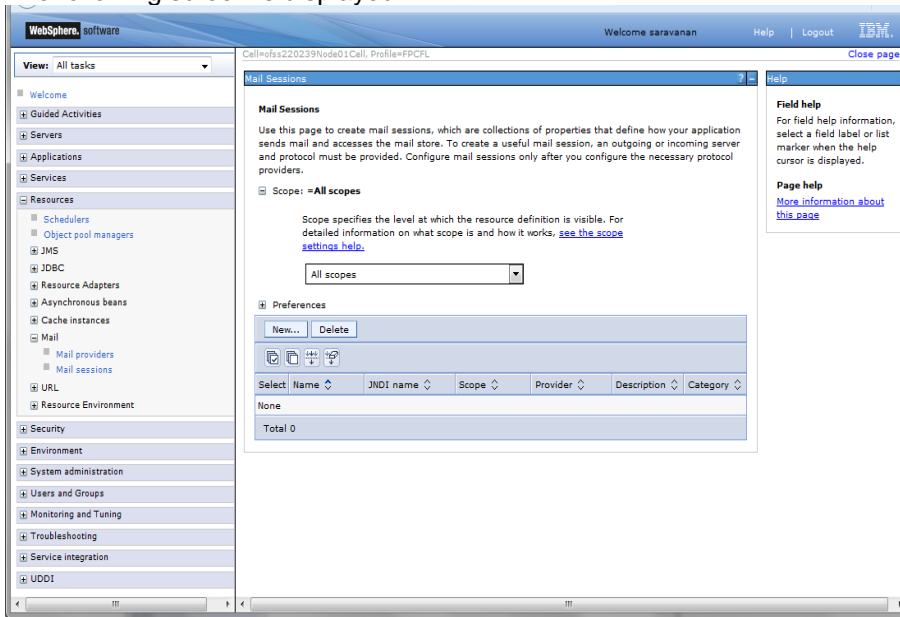 WebSphere. software
Welcome saravanan
Help | Logout
IBM.
View: All tasks
Cell=ofss220239Node01Cell, Profile=FPCFL
Close page
Welcome
Guided Activities
Servers
Applications
Services
Resources
Schedulers
Object pool managers
JMS
JDBC
Resource Adapters
Asynchronous beans
Cache instances
Mail
Mail providers
Mail sessions
URL
Resource Environment
Security
Environment
System administration
Users and Groups
Monitoring and Tuning
Troubleshooting
Service integration
UDDI
Mail Sessions
? -
Mail Sessions
Use this page to create mail sessions, which are collections of properties that define how your application
sends mail and accesses the mail store. To create a useful mail session, an outgoing or incoming server
and protocol must be provided. Configure mail sessions only after you configure the necessary protocol
providers.
Scope: =All scopes
Scope specifies the level at which the resource definition is visible. For
detailed information on what scope is and how it works, see the scope
settings help.
All scopes
Preferences
New... Delete
Select Name JNDI name Scope Provider Description Category
None
Total 0
Help
Field help
For field help information,
select a field label or list
marker when the help
cursor is displayed.
Page help
More information about
this page